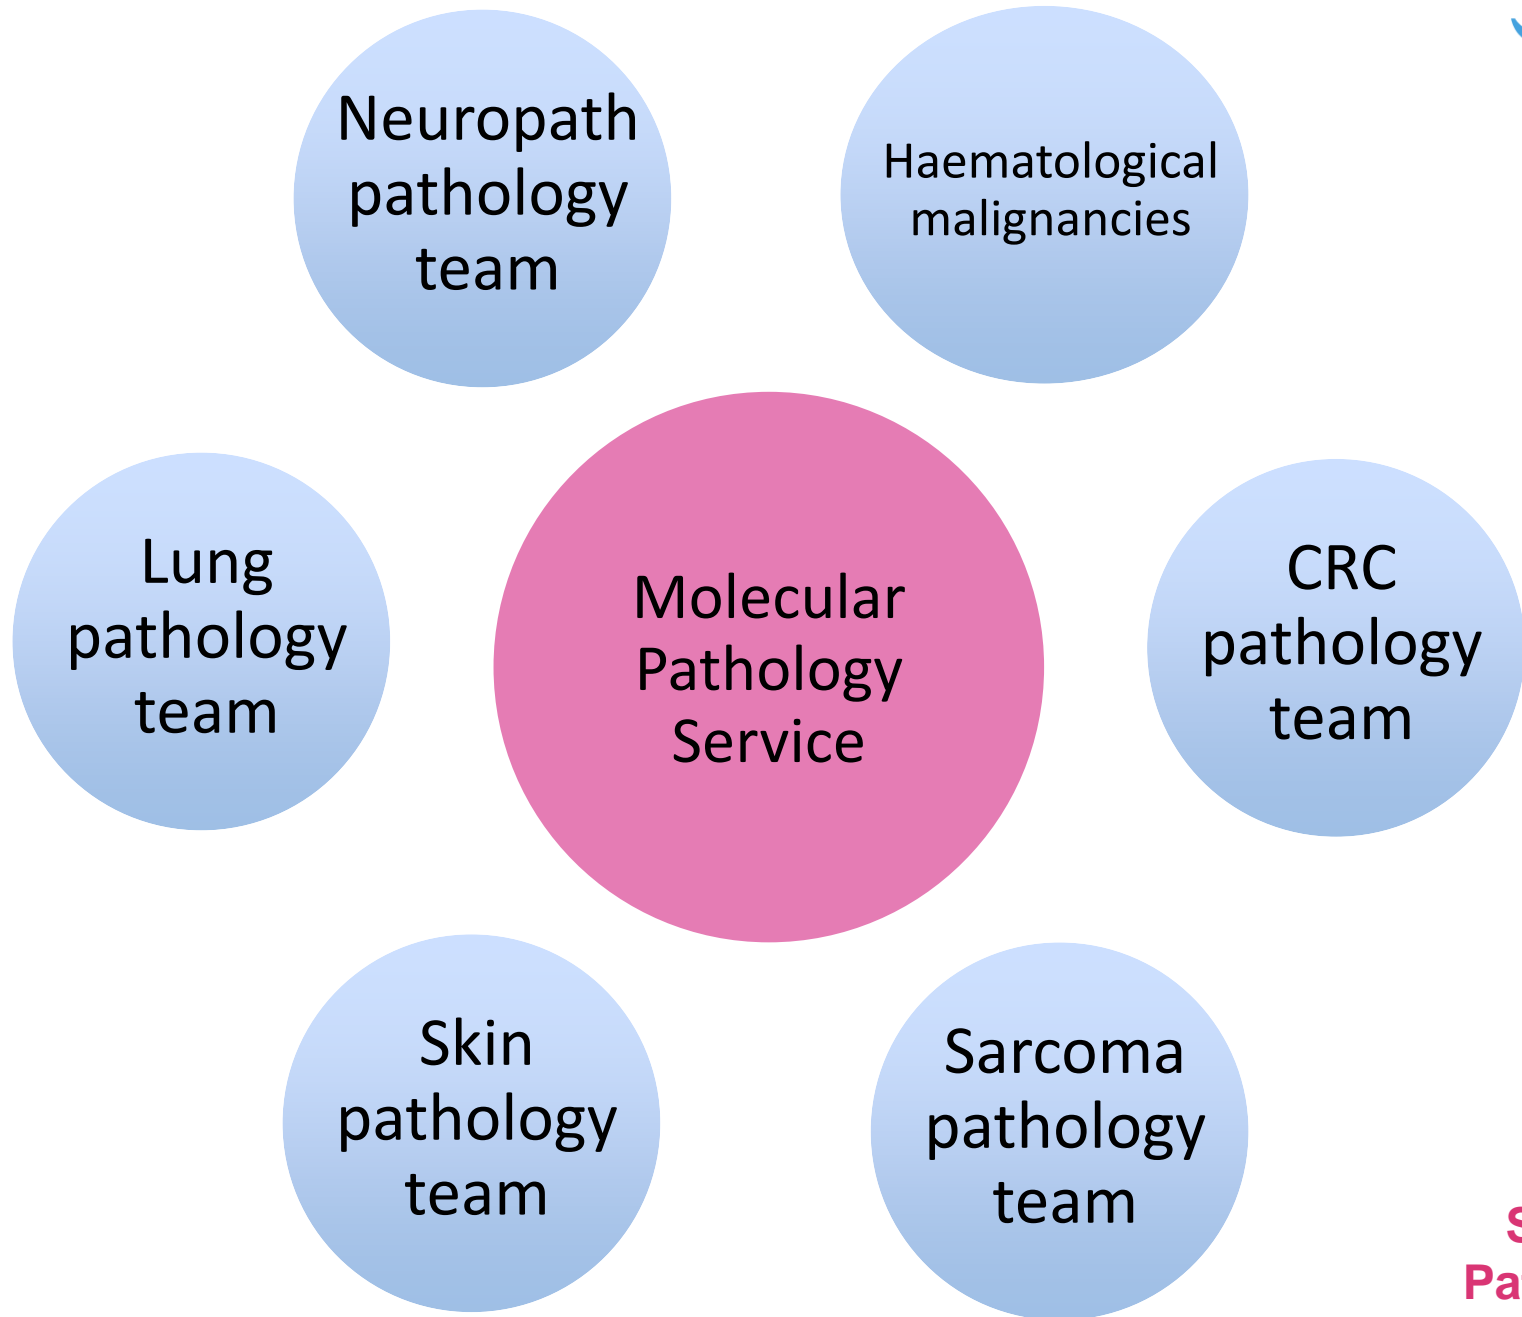 Neuropath
pathology
team
Haematological
malignancies
Lung
pathology
team
Molecular
Pathology
Service
CRC
pathology
team
Skin
pathology
team
Sarcoma
pathology
team